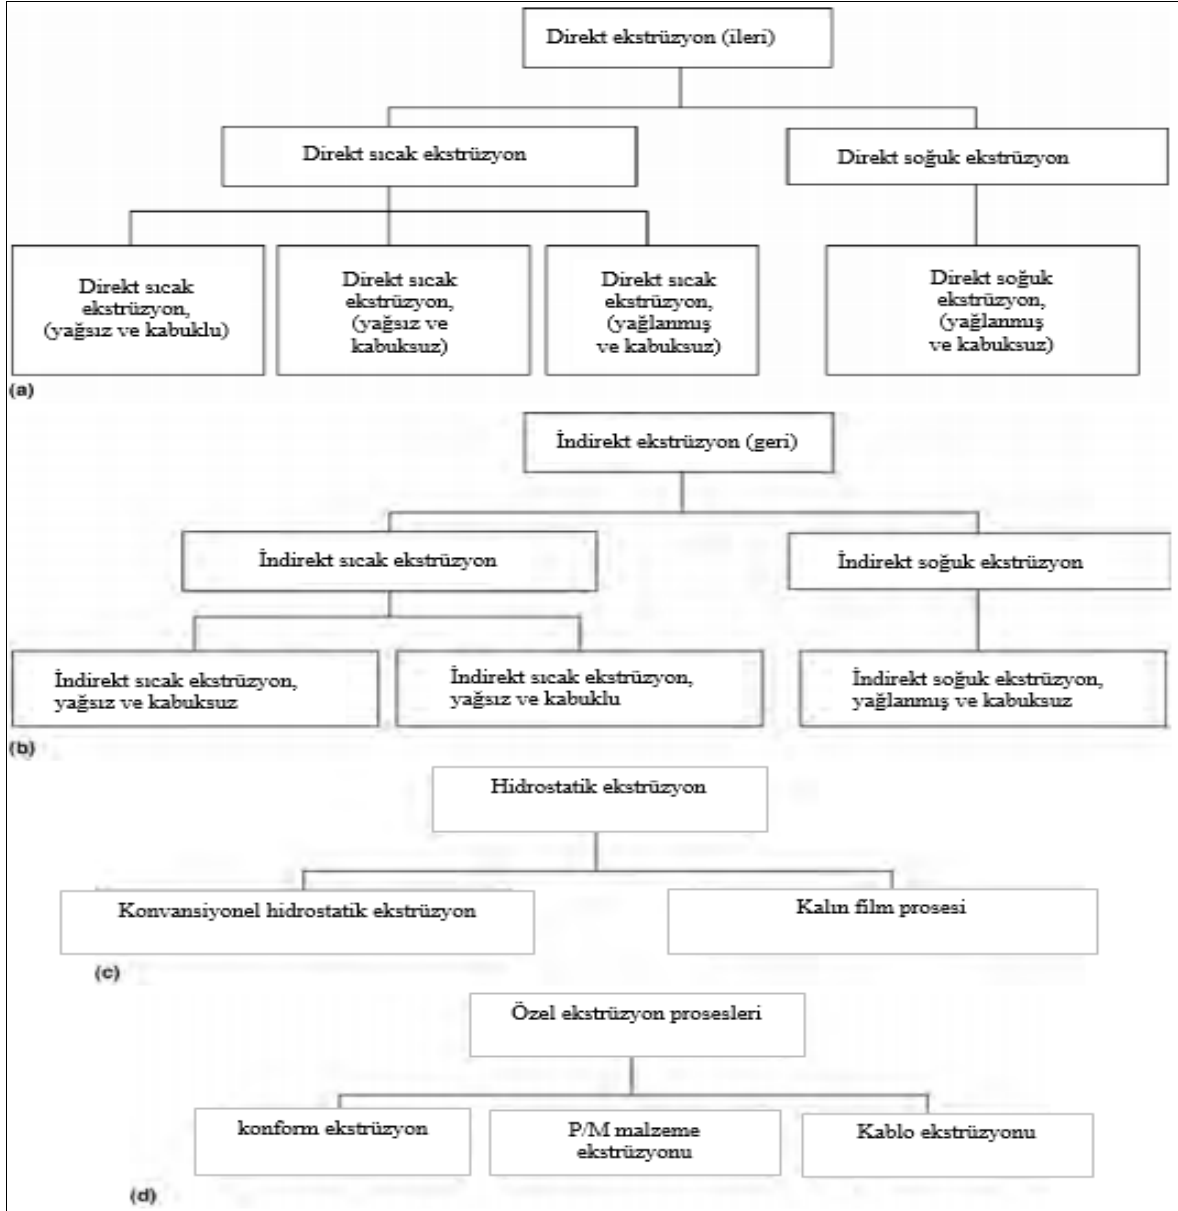 Direkt ekstrüzyon (ileri)
Direkt sıcak ekstrüzyon
Direkt soğuk ekstrüzyon
Direkt sıcak
ekstrüzyon,
(yağsız ve kabuklu)
Direkt sıcak
ekstrüzyon,
(yağsız ve
kabuksuz)
Direkt sıcak
ekstrüzyon,
(yağlanmış
ve kabuksuz)
Direkt soğuk
ekstrüzyon,
(yağlanmış
ve kabuksuz)
(a)
İndirekt ekstrüzyon (geri)
İndirekt sıcak ekstrüzyon
İndirekt soğuk ekstrüzyon
İndirekt sıcak ekstrüzyon,
yağsız ve kabuksuz
İndirekt sıcak ekstrüzyon,
yağsız ve kabuklu
İndirekt soğuk ekstrüzyon,
yağlanmış ve kabuksuz
(b)
Hidrostatik ekstrüzyon
Konvansiyonel hidrostatik ekstrüzyon
Kalın film prosesi
(c)
Özel ekstrüzyon prosesleri
konform ekstrüzyon
P/M malzeme
ekstrüzyonu
Kablo ekstrüzyonu
(d)